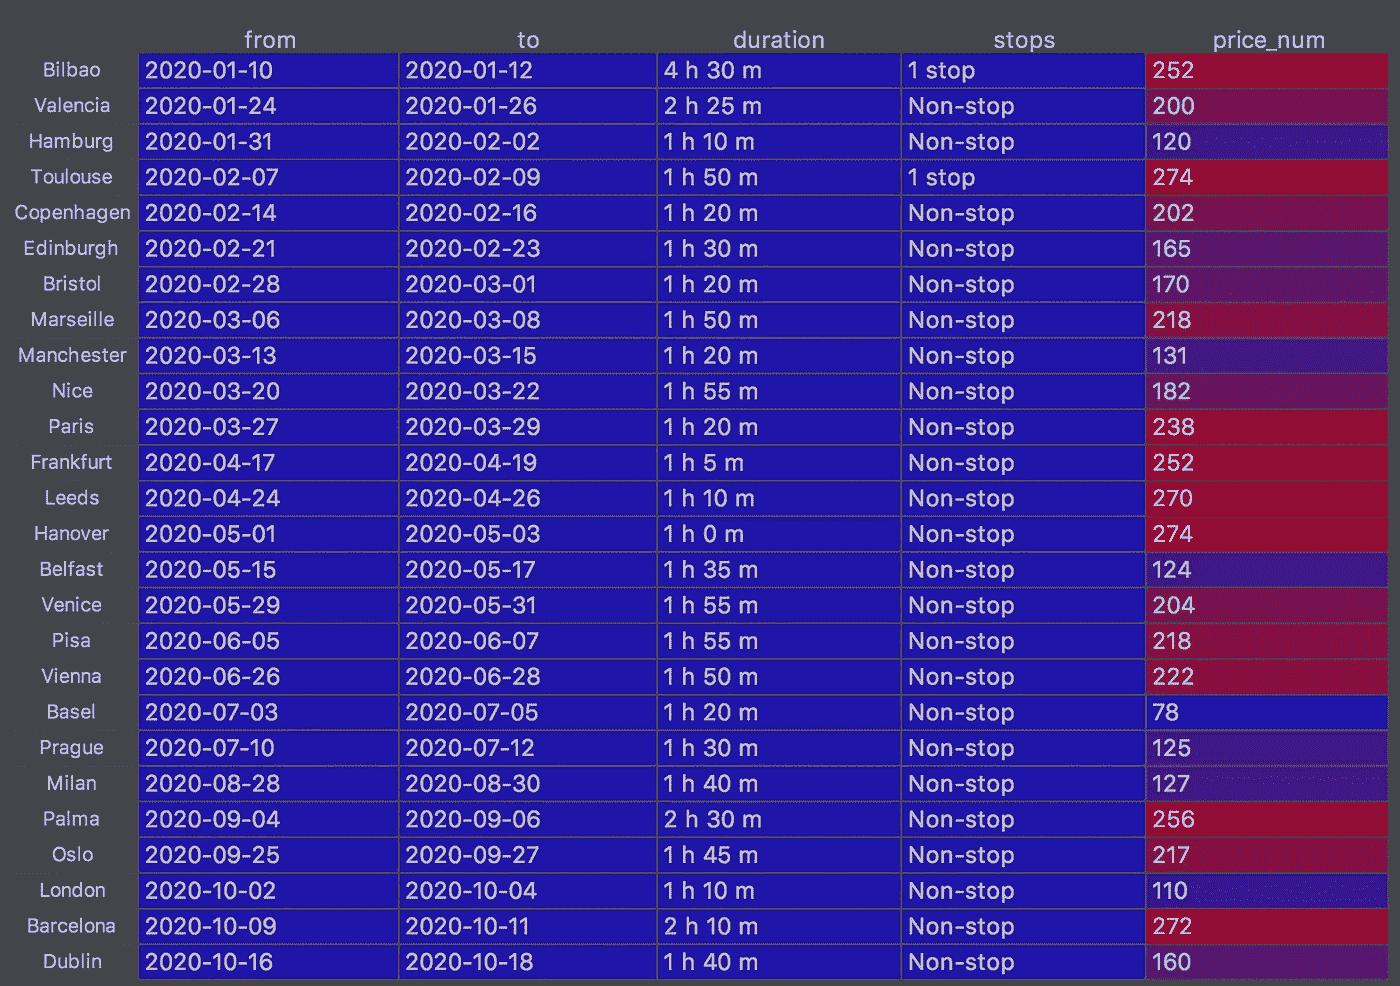 from to duration stops price_num
Bilbao 2020-01-10 2020-01-12 4 h 30 m 1 stop 252
Valencia 2020-01-24 2020-01-26 2 h 25 m Non-stop 200
Hamburg 2020-01-31 2020-02-02 1 h 10 m Non-stop 120
Toulouse 2020-02-07 2020-02-09 1 h 50 m 1 stop 274
Copenhagen 2020-02-14 2020-02-16 1 h 20 m Non-stop 202
Edinburgh 2020-02-21 2020-02-23 1 h 30 m Non-stop 165
Bristol 2020-02-28 2020-03-01 1 h 20 m Non-stop 170
Marseille 2020-03-06 2020-03-08 1 h 50 m Non-stop 218
Manchester 2020-03-13 2020-03-15 1 h 20 m Non-stop 131
Nice 2020-03-20 2020-03-22 1 h 55 m Non-stop 182
Paris 2020-03-27 2020-03-29 1 h 20 m Non-stop 238
Frankfurt 2020-04-17 2020-04-19 1 h 5 m Non-stop 252
Leeds 2020-04-24 2020-04-26 1 h 10 m Non-stop 270
Hanover 2020-05-01 2020-05-03 1 h 0 m Non-stop 274
Belfast 2020-05-15 2020-05-17 1 h 35 m Non-stop 124
Venice 2020-05-29 2020-05-31 1 h 55 m Non-stop 204
Pisa 2020-06-05 2020-06-07 1 h 55 m Non-stop 218
Vienna 2020-06-26 2020-06-28 1 h 50 m Non-stop 222
Basel 2020-07-03 2020-07-05 1 h 20 m Non-stop 78
Prague 2020-07-10 2020-07-12 1 h 30 m Non-stop 125
Milan 2020-08-28 2020-08-30 1 h 40 m Non-stop 127
Palma 2020-09-04 2020-09-06 2 h 30 m Non-stop 256
Oslo 2020-09-25 2020-09-27 1 h 45 m Non-stop 217
London 2020-10-02 2020-10-04 1 h 10 m Non-stop 110
Barcelona 2020-10-09 2020-10-11 2 h 10 m Non-stop 272
Dublin 2020-10-16 2020-10-18 1 h 40 m Non-stop 160